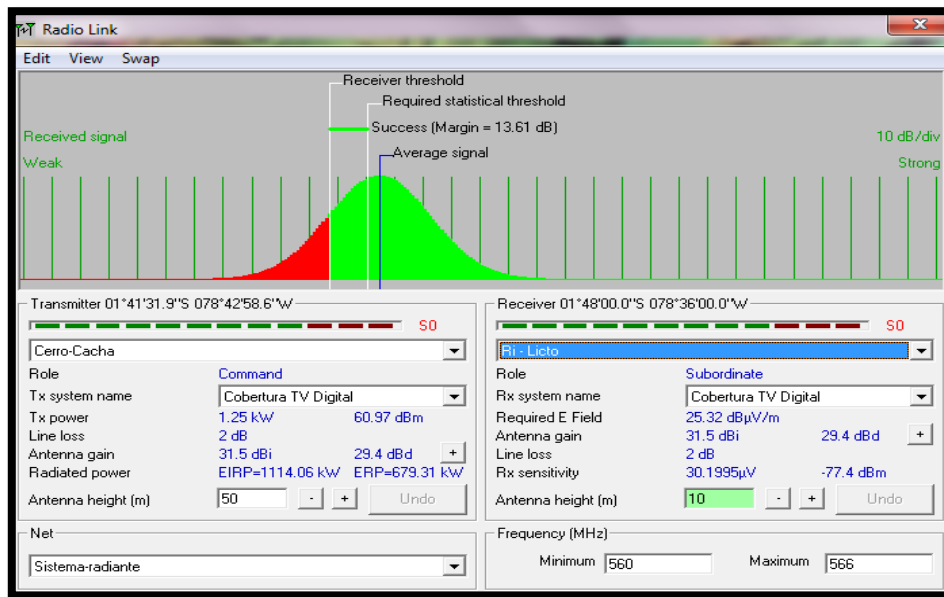 Radio Link
Edit View Swap
Receiver threshold
Required statistical threshold
Success (Margin = 13.61 dB)
Received signal 10 dB/div
Average signal
Weak Strong
Transmitter 01°41'31.9"S 078°42'58.6"W
S0
Cerro-Cacha
Role Command
Tx system name Cobertura TV Digital
Tx power 1.25 kW 60.97 dBm
Line loss 2 dB
Antenna gain 31.5 dBi 29.4 dBd +
Radiated power EIRP=1114.06 kW ERP=679.31 kW
Antenna height (m) 50 - + Undo
Net
Sistema-radiante
Receiver 01°48'00.0"S 078°36'00.0"W
S0
Ri - Licto
Role Subordinate
Rx system name Cobertura TV Digital
Required E Field 25.32 dBµV/m
Antenna gain 31.5 dBi 29.4 dBd +
Line loss 2 dB
Rx sensitivity 30.1995µV -77.4 dBm
Antenna height (m) 10 - + Undo
Frequency (MHz)
Minimum 560 Maximum 566